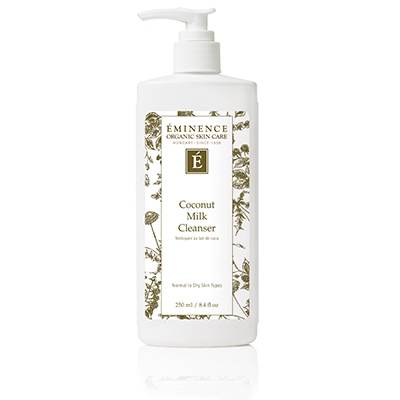 ÉMINENCE
ORGANIC SKIN CARE
HUNGARY/SINCE 1958
É
Coconut
Milk
Cleanser
Nettoyant au lait de coco
Normal to Dry Skin Types
250 ml / 8.4 fl oz